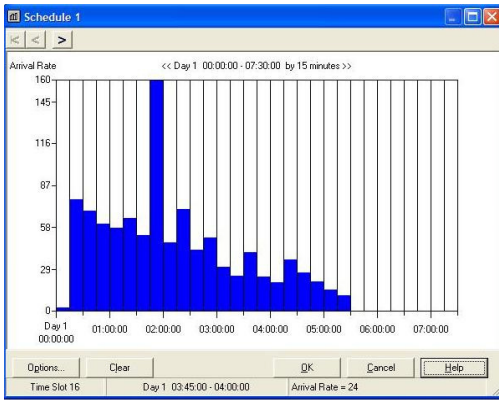 Schedule 1
Arrival Rate
<< Day 1 00:00:00 - 07:30:00 by 15 minutes >>
160
145
116
87
58
29
0
Day 1
00:00:00
01:00:00
02:00:00
03:00:00
04:00:00
05:00:00
06:00:00
07:00:00
Options...
Clear
OK
Cancel
Help
Time Slot 16
Day 1 03:45:00 - 04:00:00
Arrival Rate = 24